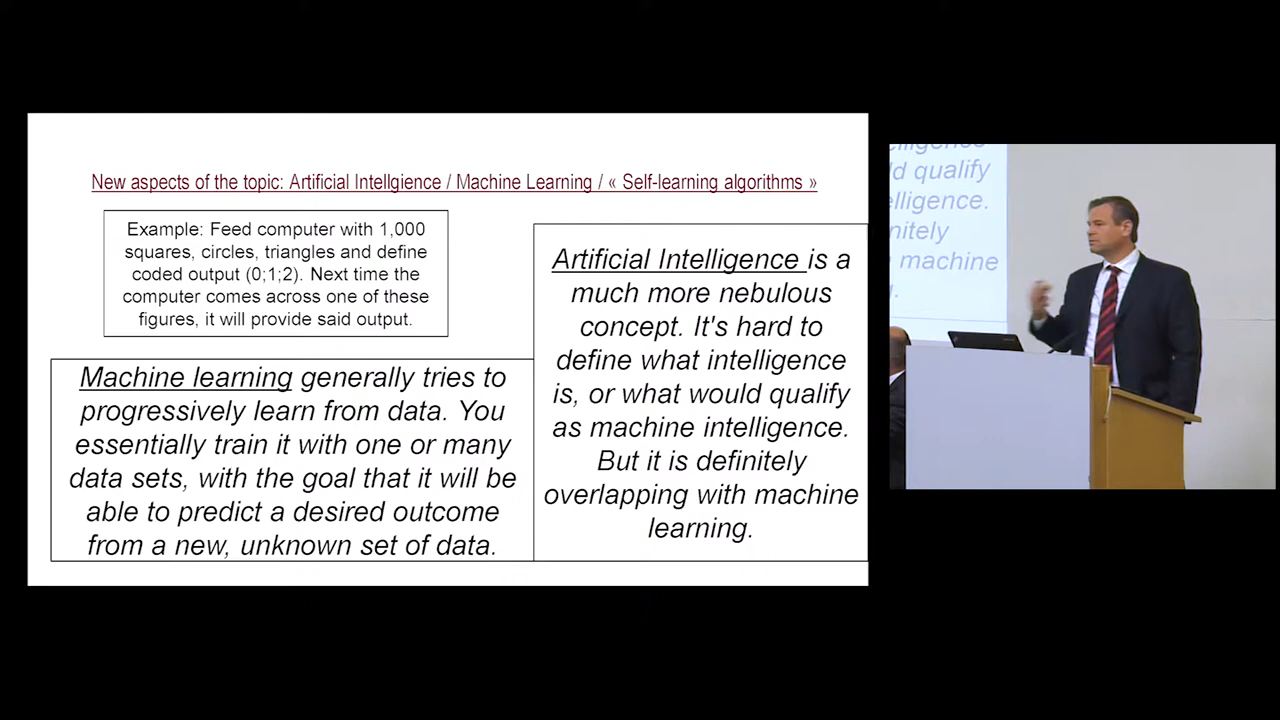 New aspects of the topic: Artificial Intellgience / Machine Learning / « Self-learning algorithms »
Example: Feed computer with 1,000
squares, circles, triangles and define
coded output (0;1;2). Next time the
computer comes across one of these
figures, it will provide said output.
Machine learning generally tries to
progressively learn from data. You
essentially train it with one or many
data sets, with the goal that it will be
able to predict a desired outcome
from a new, unknown set of data.
Artificial Intelligence is a
much more nebulous
concept. It's hard to
define what intelligence
is, or what would qualify
as machine intelligence.
But it is definitely
overlapping with machine
learning.
qualify
machine